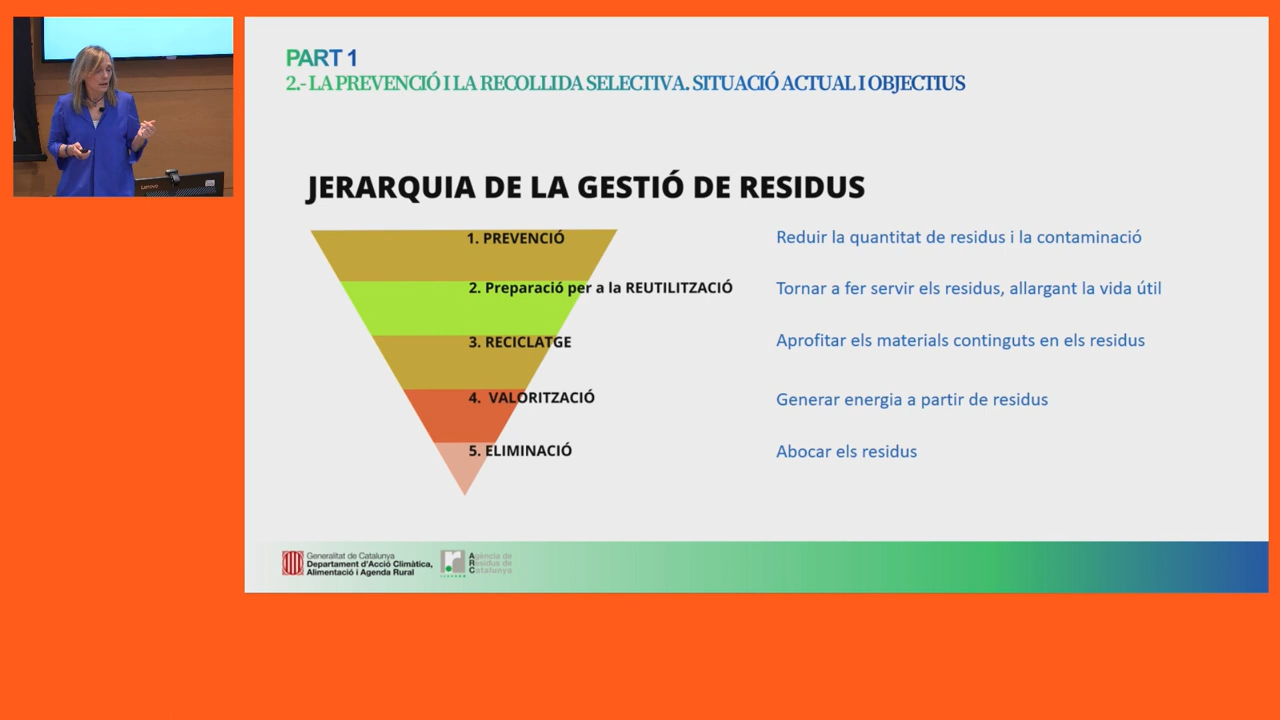 PART 1
2.- LA PREVENCIÓ I LA RECOLLIDA SELECTIVA. SITUACIÓ ACTUAL I OBJECTIUS
JERARQUIA DE LA GESTIÓ DE RESIDUS
1. PREVENCIÓ
Reduir la quantitat de residus i la contaminació
2. Preparació per a la REUTILITZACIÓ
Tornar a fer servir els residus, allargant la vida útil
3. RECICLATGE
Aprofitar els materials continguts en els residus
4. VALORITZACIÓ
Generar energia a partir de residus
5. ELIMINACIÓ
Abocar els residus
Generalitat de Catalunya
Departament d'Acció Climàtica,
Alimentació i Agenda Rural
Agència de
Residus de
Catalunya
Lenovo